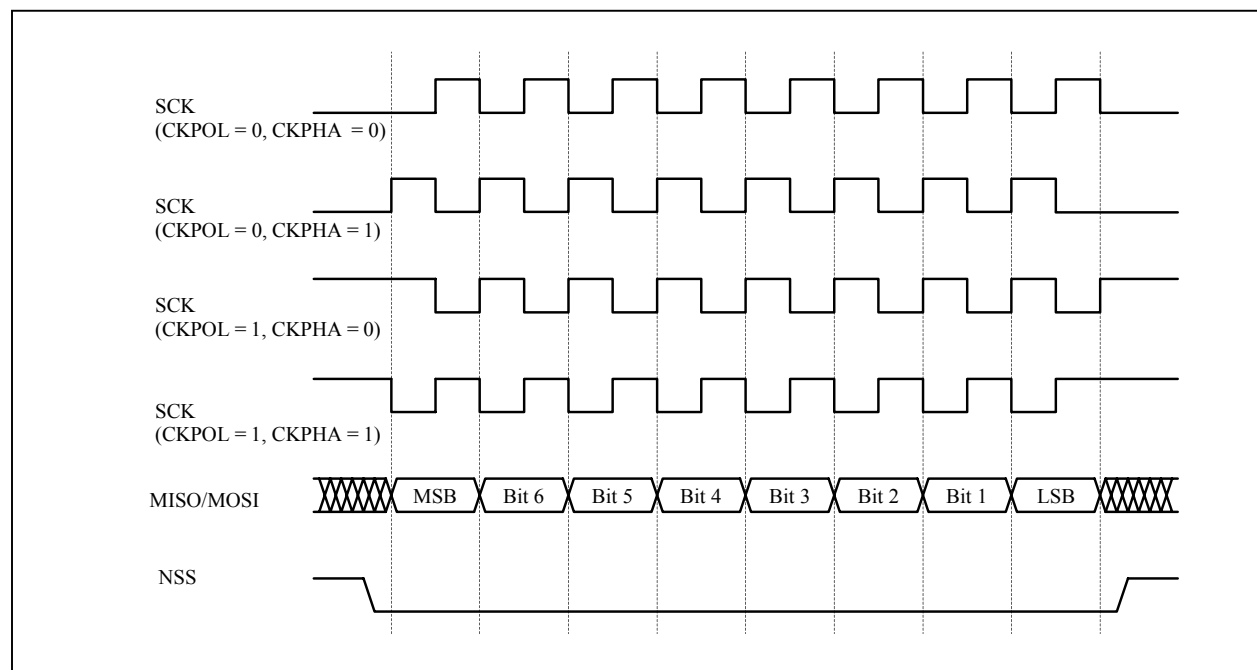 SCK
(CKPOL = 0, CKPHA = 0)
SCK
(CKPOL = 0, CKPHA = 1)
SCK
(CKPOL = 1, CKPHA = 0)
SCK
(CKPOL = 1, CKPHA = 1)
MISO/MOSI MSB Bit 6 Bit 5 Bit 4 Bit 3 Bit 2 Bit 1 LSB
NSS